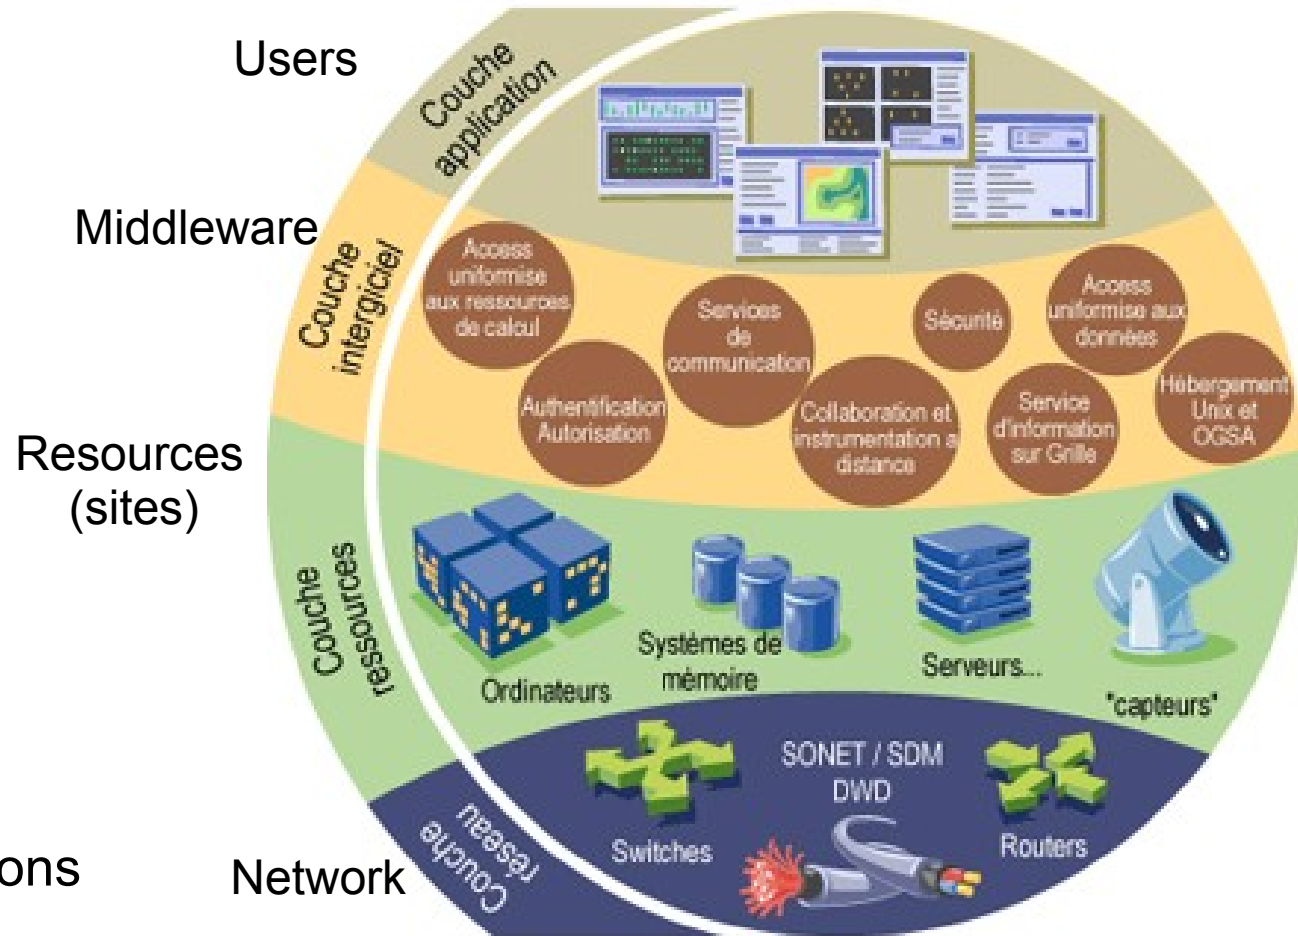 Users
Couche
application
Middleware
Couche
intergiciel
Access
uniformise
aux ressources
de calcul
Authentification
Autorisation
Services
de
communication
Collaboration et
instrumentation a
distance
Sécurité
Service
d'information
sur Grille
Access
uniformise aux
données
Hébergement
Unix et
OGSA
Resources
(sites)
Couche
ressources
Ordinateurs
Systèmes de
mémoire
Serveurs...
"capteurs"
ons
Network
Couche
réseau
Switches
SONET / SDM
DWD
Routers